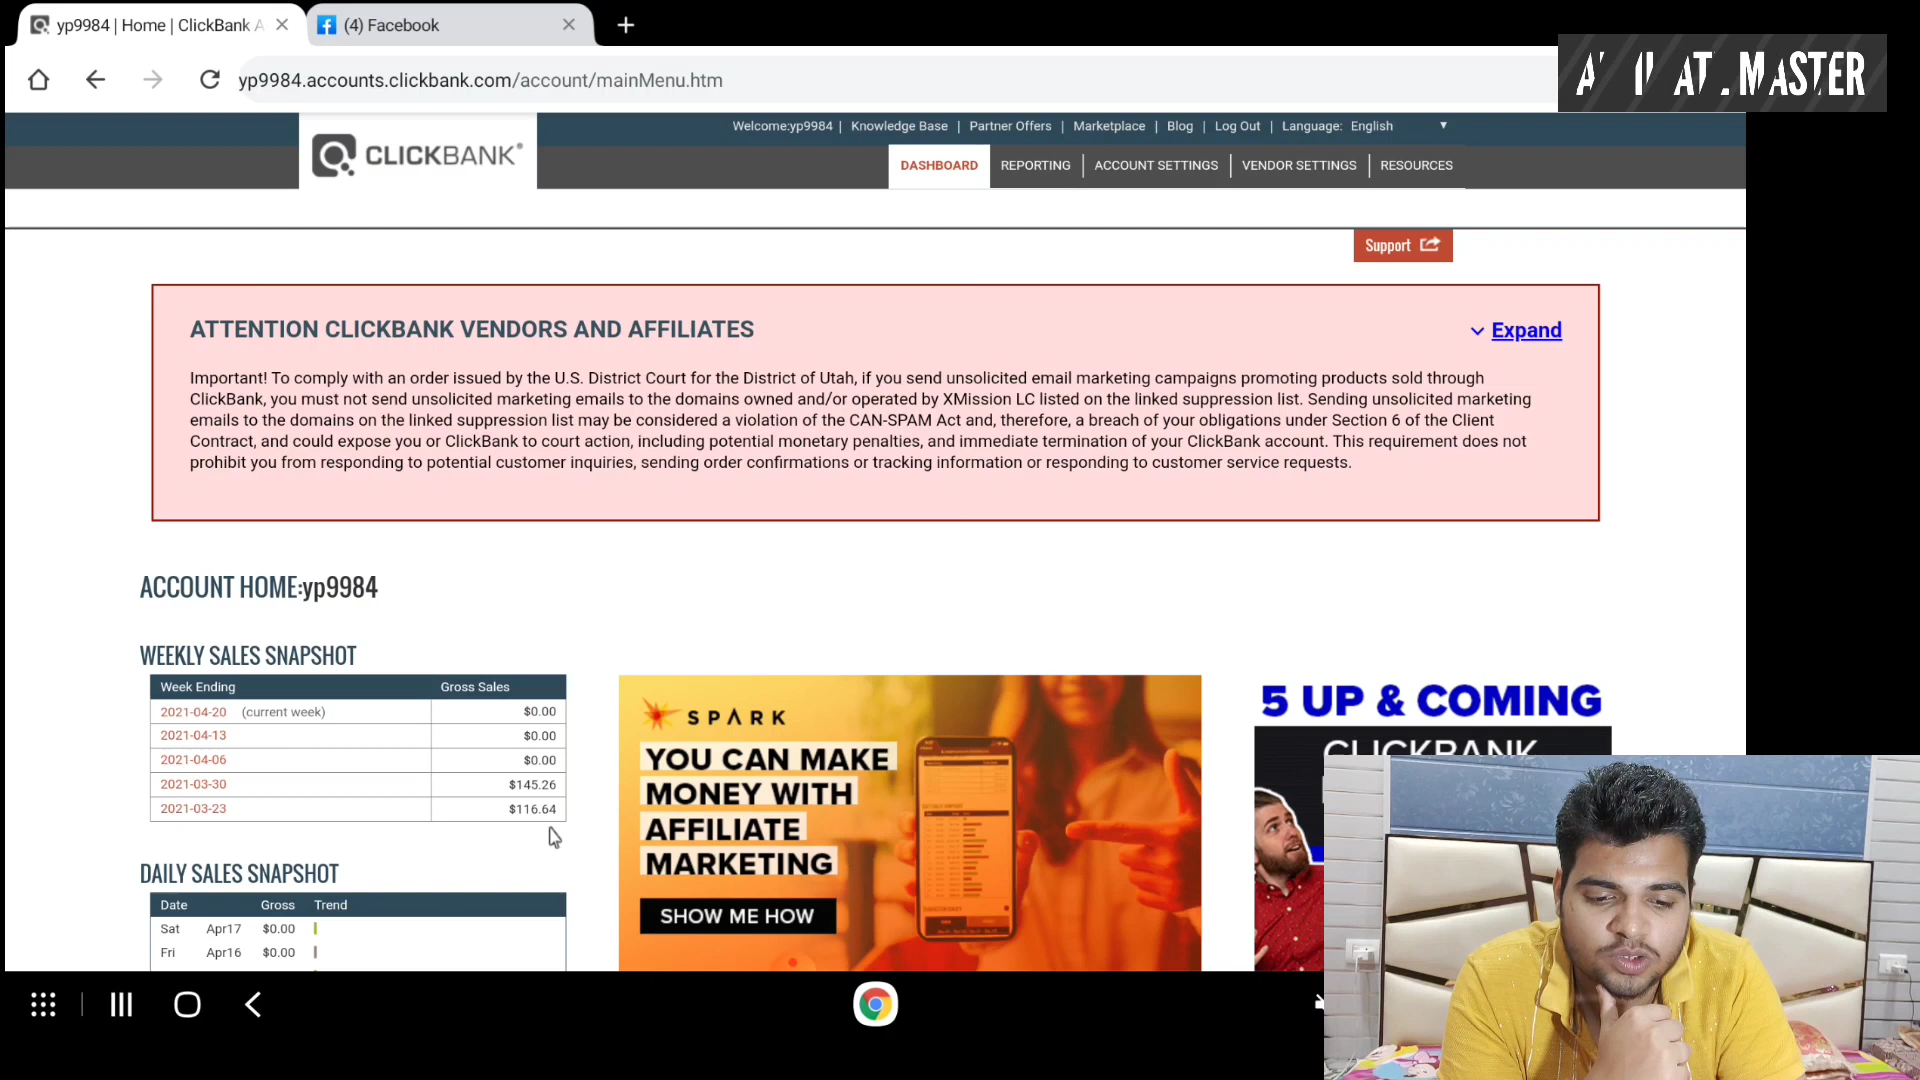 yp9984 | Home | ClickBank A
(4) Facebook
yp9984.accounts.clickbank.com/account/mainMenu.htm
MASTER
Welcome:yp9984 | Knowledge Base | Partner Offers | Marketplace | Blog | Log Out | Language: English
CLICKBANK
DASHBOARD
REPORTING
ACCOUNT SETTINGS
VENDOR SETTINGS
RESOURCES
Support
ATTENTION CLICKBANK VENDORS AND AFFILIATES
Expand
Important! To comply with an order issued by the U.S. District Court for the District of Utah, if you send unsolicited email marketing campaigns promoting products sold through
ClickBank, you must not send unsolicited marketing emails to the domains owned and/or operated by XMission LC listed on the linked suppression list. Sending unsolicited marketing
emails to the domains on the linked suppression list may be considered a violation of the CAN-SPAM Act and, therefore, a breach of your obligations under Section 6 of the Client
Contract, and could expose you or ClickBank to court action, including potential monetary penalties, and immediate termination of your ClickBank account. This requirement does not
prohibit you from responding to potential customer inquiries, sending order confirmations or tracking information or responding to customer service requests.
ACCOUNT HOME:yp9984
WEEKLY SALES SNAPSHOT
Week Ending Gross Sales
2021-04-20 (current week) $0.00
2021-04-13 $0.00
2021-04-06 $0.00
2021-03-30 $145.26
2021-03-23 $116.64
DAILY SALES SNAPSHOT
Date Gross Trend
Sat Apr17 $0.00
Fri Apr16 $0.00
SPARK
YOU CAN MAKE
MONEY WITH
AFFILIATE
MARKETING
SHOW ME HOW
5 UP & COMING
CLICKBANK